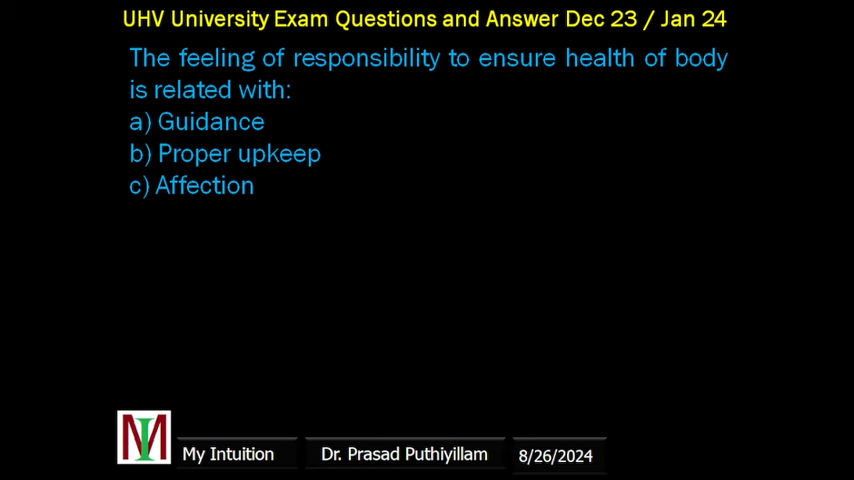 UHV University Exam Questions and Answer Dec 23 / Jan 24
The feeling of responsibility to ensure health of body
is related with:
a) Guidance
b) Proper upkeep
c) Affection
MI
My Intuition
Dr. Prasad Puthiyillam
8/26/2024